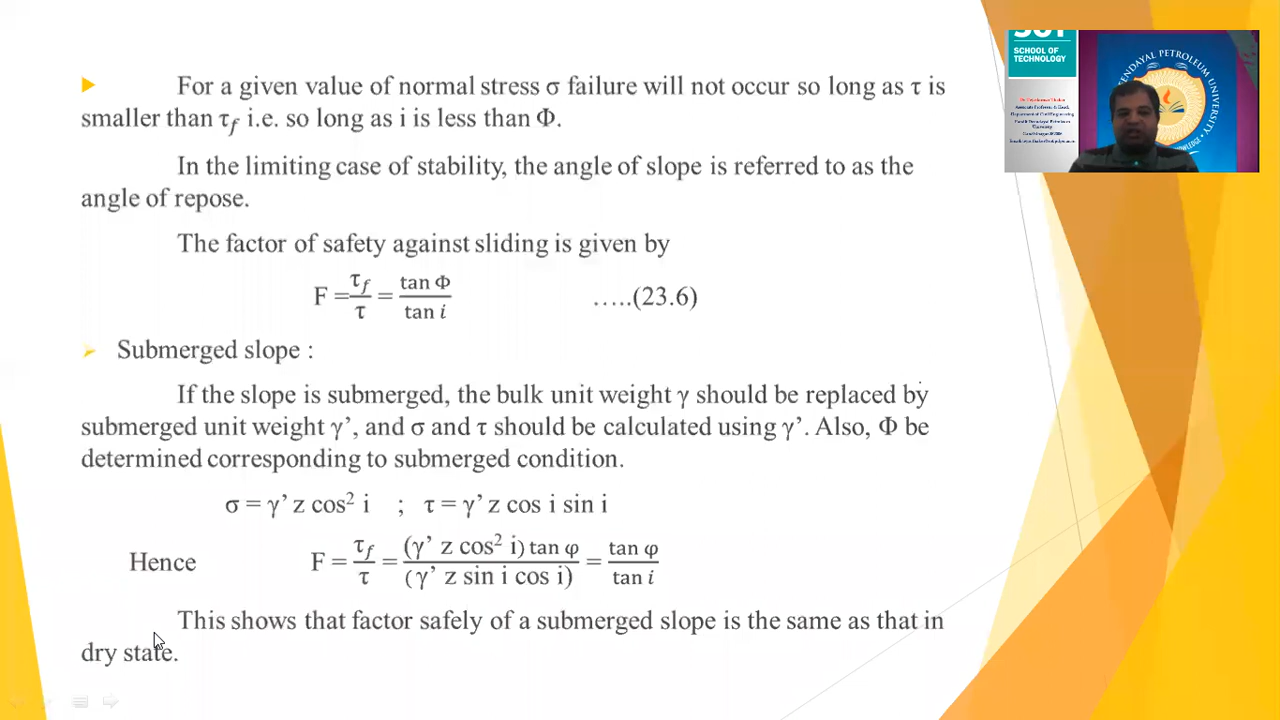 For a given value of normal stress σ failure will not occur so long as τ is
smaller than τf i.e. so long as i is less than Φ.
In the limiting case of stability, the angle of slope is referred to as the
angle of repose.
The factor of safety against sliding is given by
F = τf/τ = tan Φ/tan i …..(23.6)
Submerged slope :
If the slope is submerged, the bulk unit weight γ should be replaced by
submerged unit weight γ’, and σ and τ should be calculated using γ’. Also, Φ be
determined corresponding to submerged condition.
σ = γ’ z cos² i ; τ = γ’ z cos i sin i
Hence F = τf/τ = (γ’ z cos² i) tan φ/(γ’ z sin i cos i) = tan φ/tan i
This shows that factor safely of a submerged slope is the same as that in
dry state.
SCHOOL OF
TECHNOLOGY
PETROLEUM UNIVERSITY